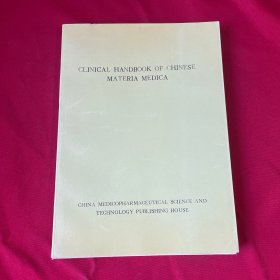 CLINICAL HANDBOOK OF CHINESE
MATERIA MEDICA
CHINA MEDICOPHARMACEUTICAL SCIENCE AND
TECHNOLOGY PUBLISHING HOUSE